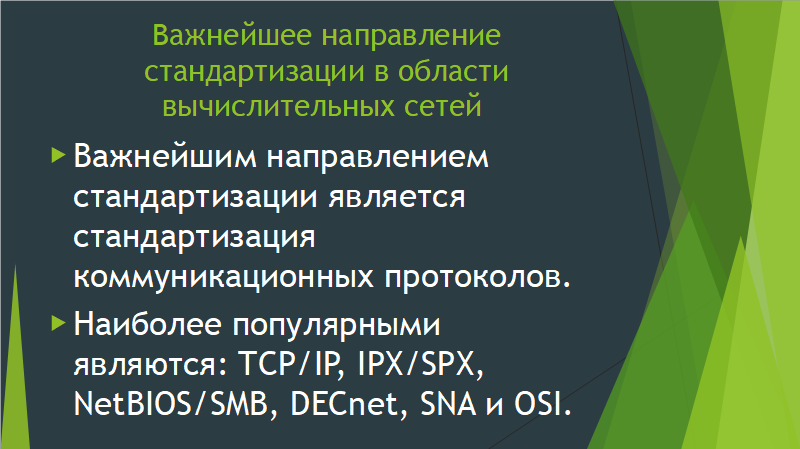 Важнейшее направление
стандартизации в области
вычислительных сетей
Важнейшим направлением
стандартизации является
стандартизация
коммуникационных протоколов.
Наиболее популярными
являются: TCP/IP, IPX/SPX,
NetBIOS/SMB, DECnet, SNA и OSI.